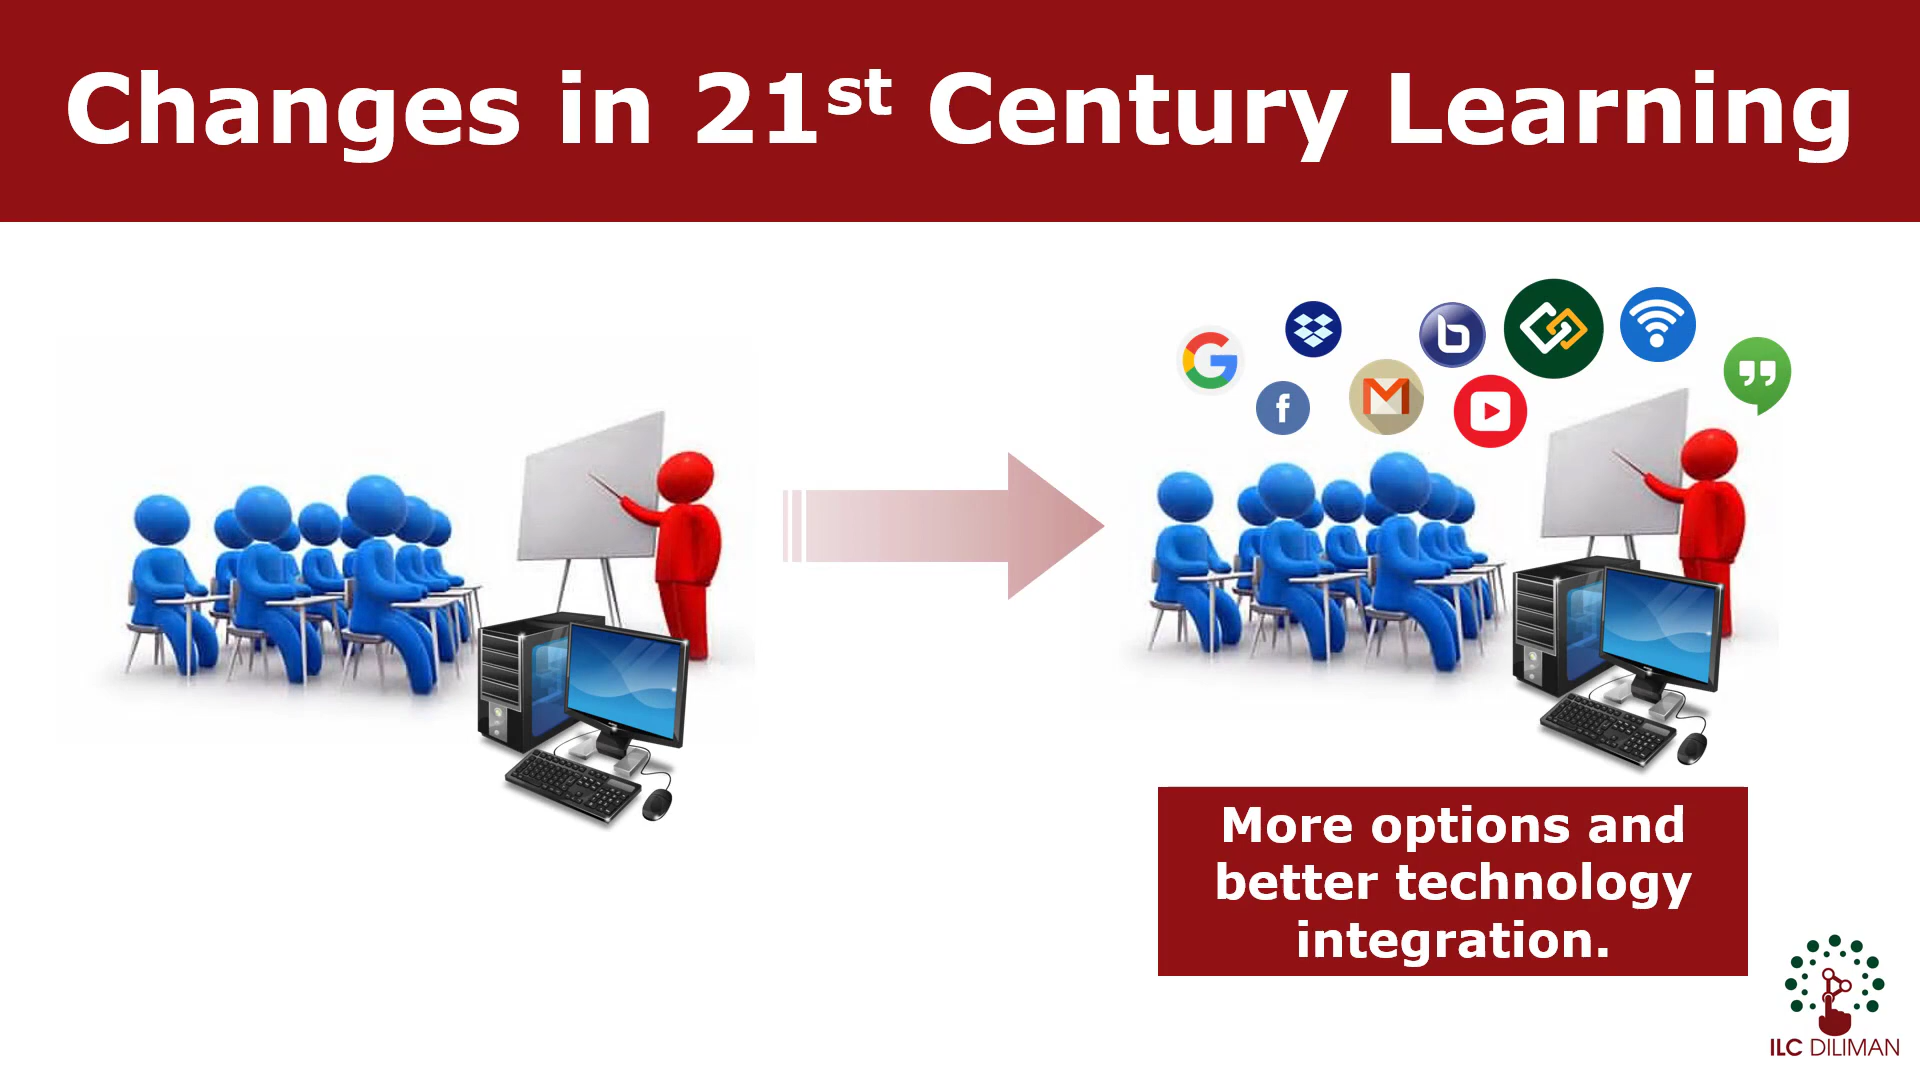 Changes in 21st Century Learning
More options and
better technology
integration.
ILC DILIMAN